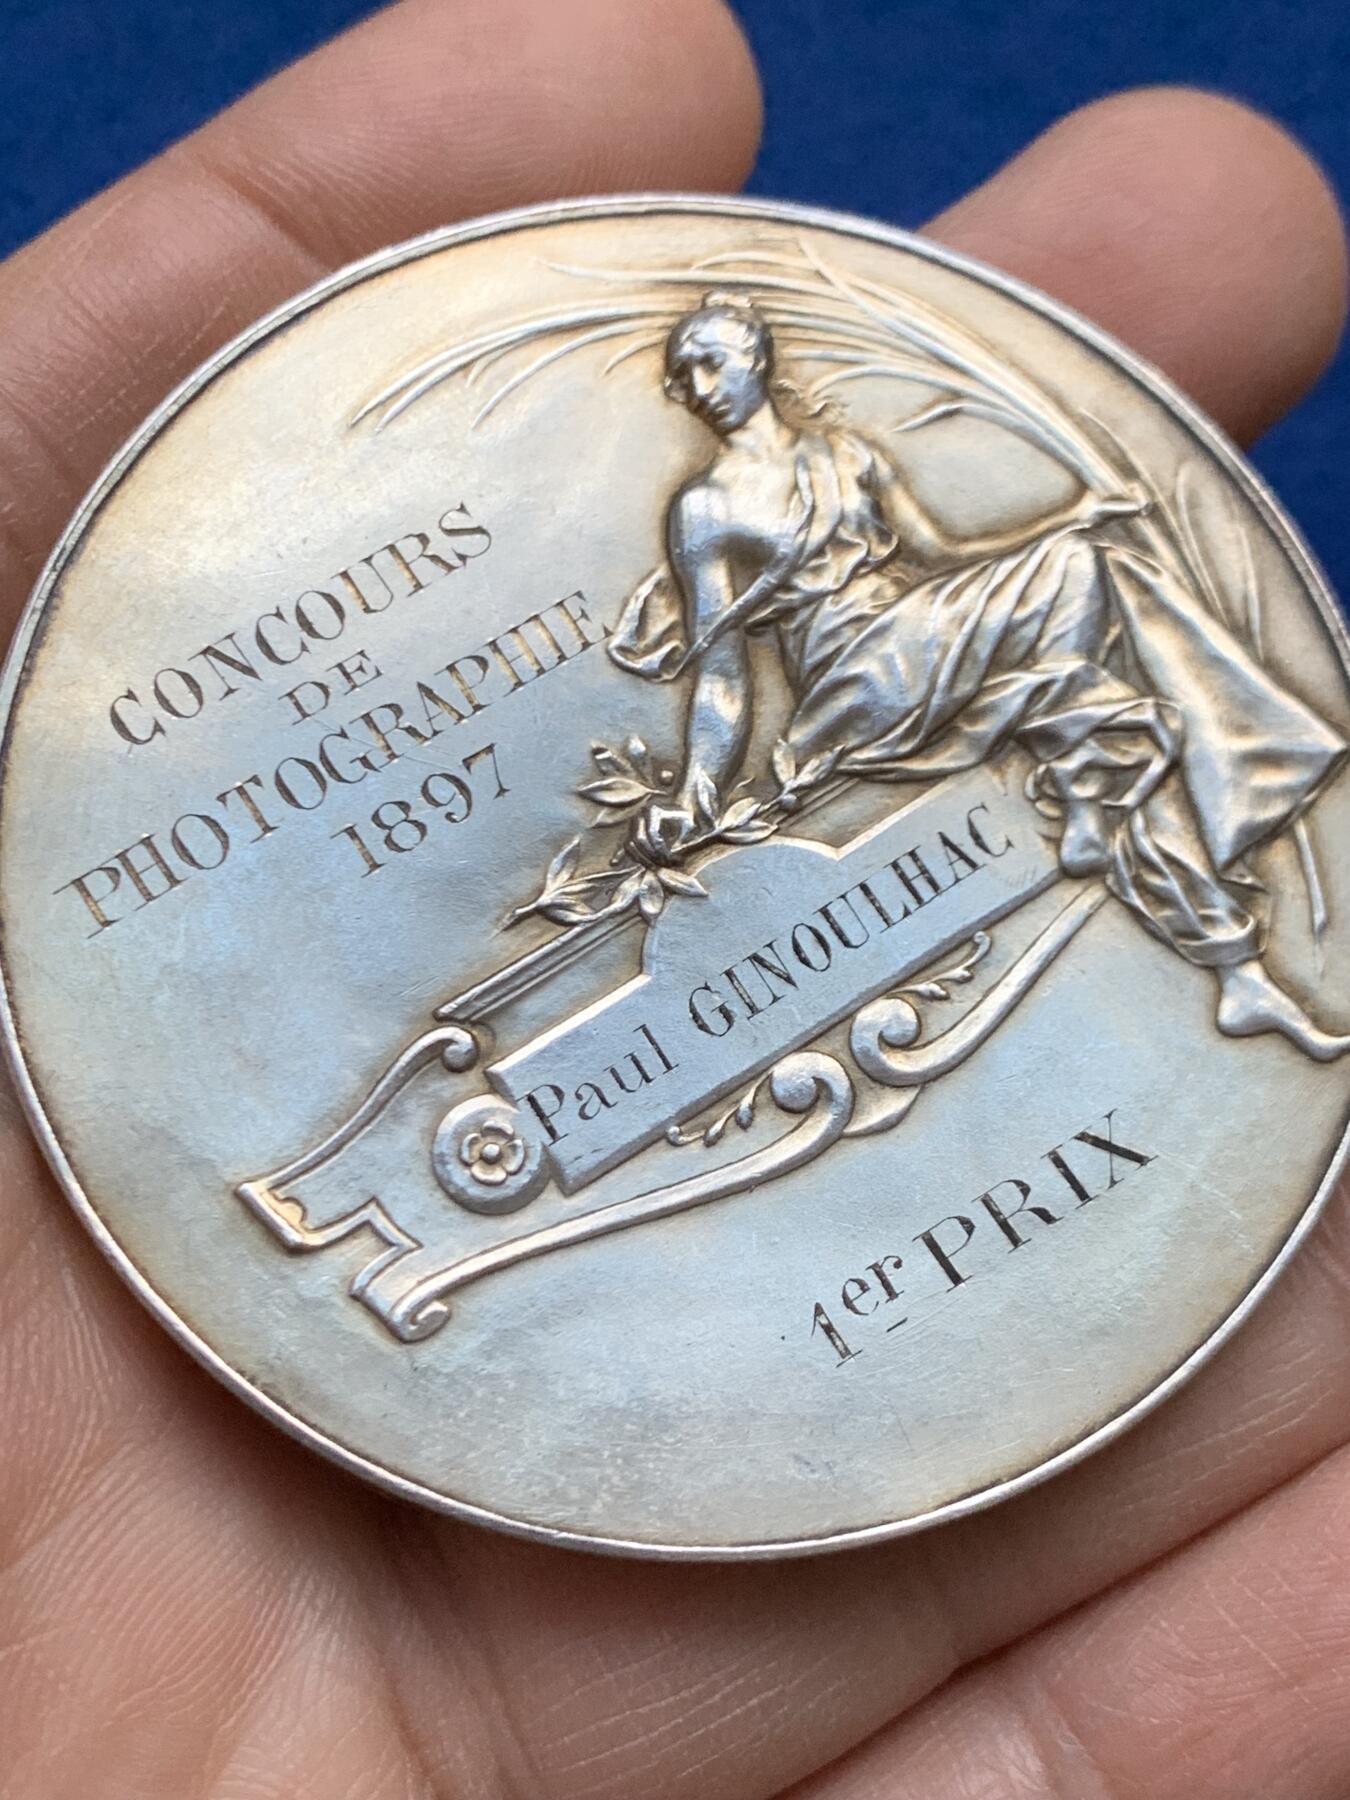 CONCOURS
DE
PHOTOGRAPHIE
1897
Paul GINOULHAC
1er PRIX